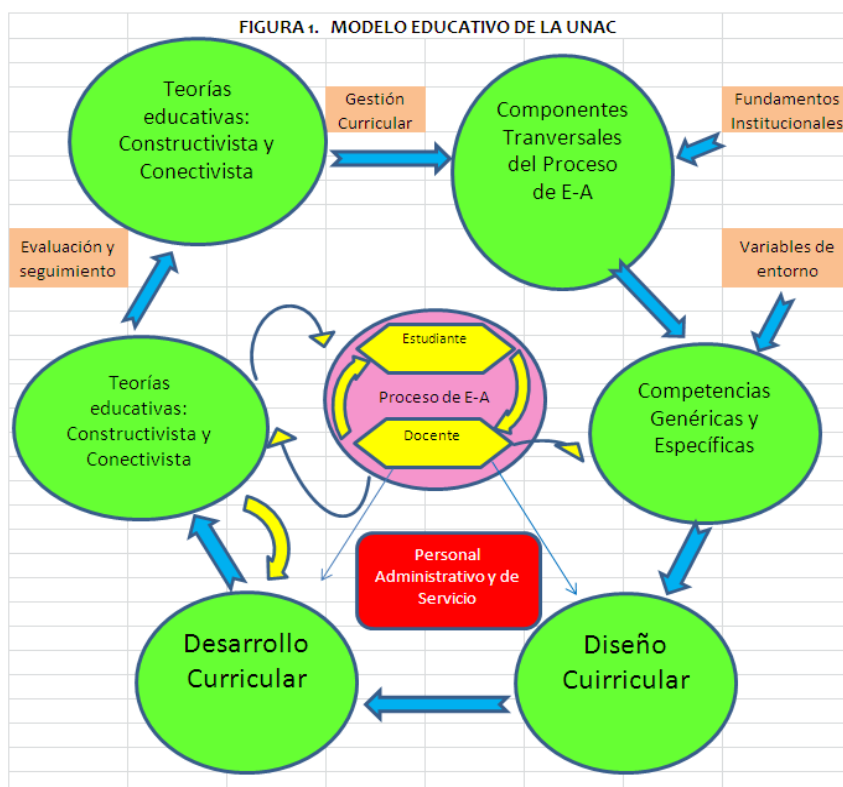 FIGURA 1. MODELO EDUCATIVO DE LA UNAC
Teorías
educativas:
Constructivista y
Conectivista
Gestión
Curricular
Componentes
Tranversales
del Proceso
de E-A
Fundamentos
Institucionales
Evaluación y
seguimiento
Variables de
entorno
Teorías
educativas:
Constructivista y
Conectivista
Estudiante
Proceso de E-A
Docente
Competencias
Genéricas y
Específicas
Personal
Administrativo y de
Servicio
Desarrollo
Curricular
Diseño
Cuirricular